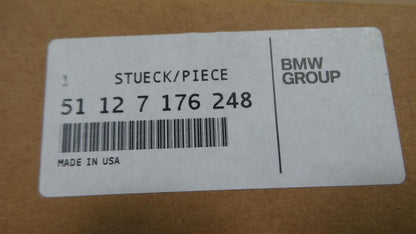 1 STUECK/PIECE
51 12 7 176 248
MADE IN USA
BMW
GROUP